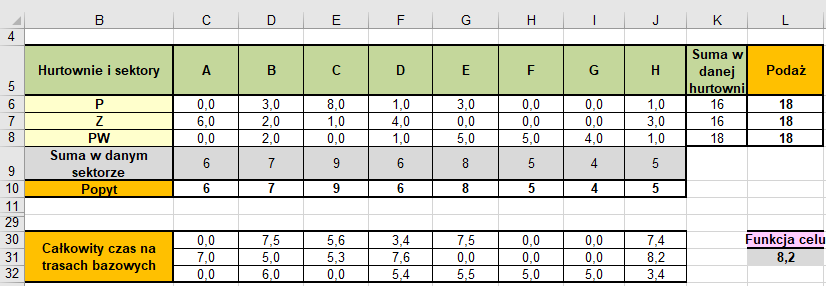 B C D E F G H I J K L
4
5 Hurtownie i sektory A B C D E F G H Suma w danej hurtowni Podaż
6 P 0,0 3,0 8,0 1,0 3,0 0,0 0,0 1,0 16 18
7 Z 6,0 2,0 1,0 4,0 0,0 0,0 0,0 3,0 16 18
8 PW 0,0 2,0 0,0 1,0 5,0 5,0 4,0 1,0 18 18
9 Suma w danym sektorze 6 7 9 6 8 5 4 5
10 Popyt 6 7 9 6 8 5 4 5
11
29
30 Całkowity czas na trasach bazowych 0,0 7,5 5,6 3,4 7,5 0,0 0,0 7,4 Funkcja celu
31 7,0 5,0 5,3 7,6 0,0 0,0 0,0 8,2 8,2
32 0,0 6,0 0,0 5,4 5,5 5,0 5,0 3,4